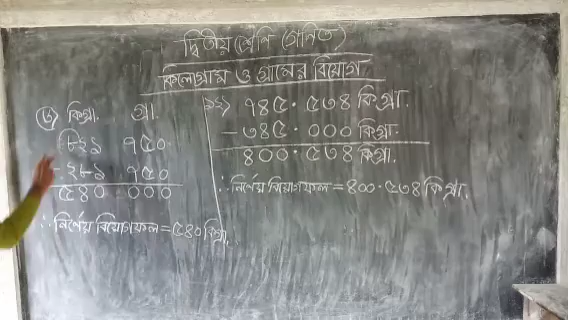 দ্বিতীয় শ্রেণি (গণিত)
কিলোগ্রাম ও গ্রামের বিয়োগ
৬) কিগ্রা. গ্রা.
৮২১ ৭৫০
- ২৮১ ৭৫০
৫৪০ ০০০
∴ নির্ণেয় বিয়োগফল = ৫৪০ কিগ্রা.
৭৪৫.৫৩৪ কিগ্রা.
- ৩৪৫.০০০ কিগ্রা.
৪০০.৫৩৪ কিগ্রা.
∴ নির্ণেয় বিয়োগফল = ৪০০.৫৩৪ কিগ্রা.